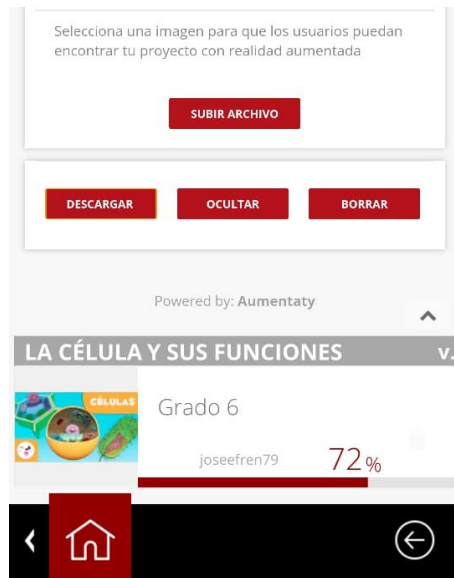 Selecciona una imagen para que los usuarios puedan
encontrar tu proyecto con realidad aumentada
SUBIR ARCHIVO
DESCARGAR OCULTAR BORRAR
Powered by: Aumentaty
LA CÉLULA Y SUS FUNCIONES v.
CÉLULAS
Grado 6
joseefren79 72%